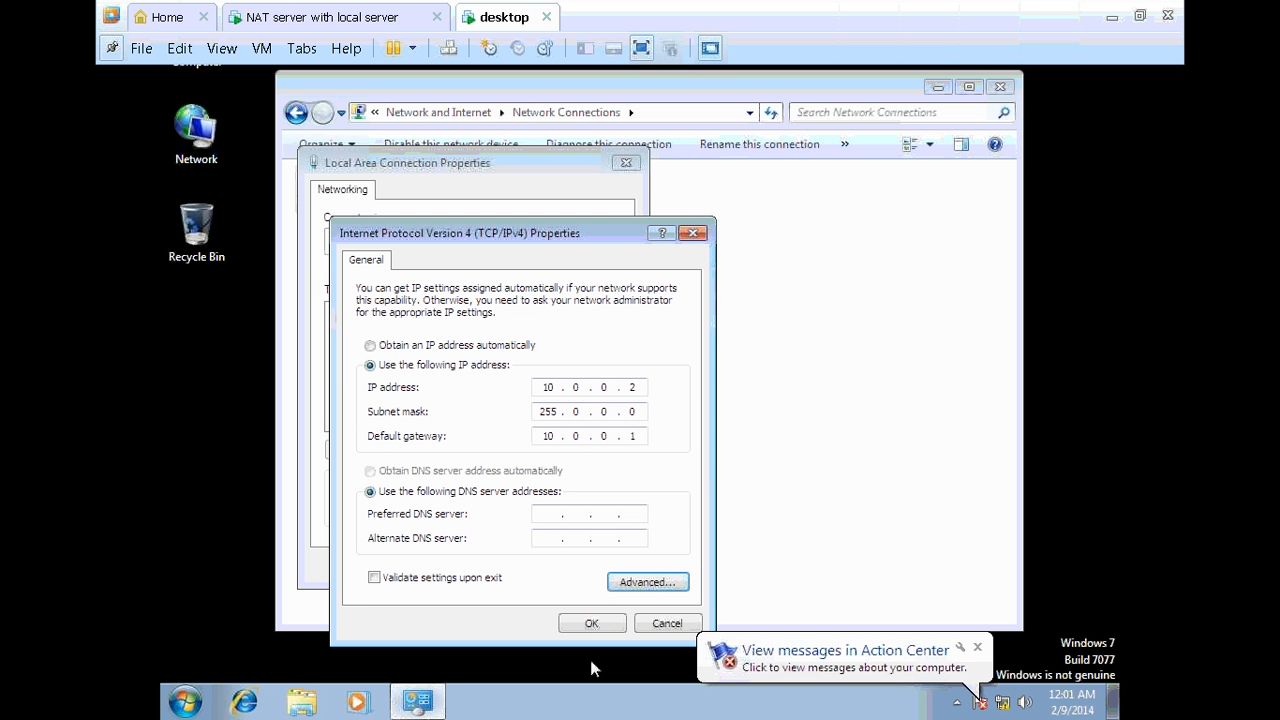 Home
NAT server with local server
desktop
File Edit View VM Tabs Help
Network and Internet
Network Connections
Search Network Connections
Organize
Disable this network device
Diagnose this connection
Rename this connection
»
Network
Recycle Bin
Local Area Connection Properties
Networking
Internet Protocol Version 4 (TCP/IPv4) Properties
General
You can get IP settings assigned automatically if your network supports
this capability. Otherwise, you need to ask your network administrator
for the appropriate IP settings.
Obtain an IP address automatically
Use the following IP address:
IP address: 10 . 0 . 0 . 2
Subnet mask: 255 . 0 . 0 . 0
Default gateway: 10 . 0 . 0 . 1
Obtain DNS server address automatically
Use the following DNS server addresses:
Preferred DNS server: . . .
Alternate DNS server: . . .
Validate settings upon exit
Advanced...
OK
Cancel
View messages in Action Center
Click to view messages about your computer.
Windows 7
Build 7077
Windows is not genuine
12:01 AM
2/9/2014